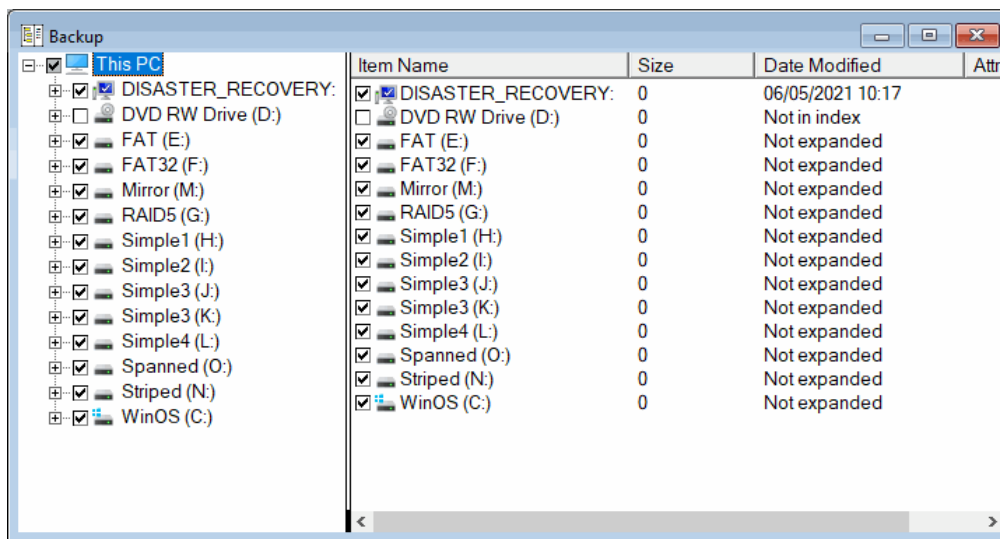 Backup
This PC
DISASTER_RECOVERY:
DVD RW Drive (D:)
FAT (E:)
FAT32 (F:)
Mirror (M:)
RAID5 (G:)
Simple1 (H:)
Simple2 (I:)
Simple3 (J:)
Simple3 (K:)
Simple4 (L:)
Spanned (O:)
Striped (N:)
WinOS (C:)
Item Name Size Date Modified Attr
DISASTER_RECOVERY: 0 06/05/2021 10:17
DVD RW Drive (D:) 0 Not in index
FAT (E:) 0 Not expanded
FAT32 (F:) 0 Not expanded
Mirror (M:) 0 Not expanded
RAID5 (G:) 0 Not expanded
Simple1 (H:) 0 Not expanded
Simple2 (I:) 0 Not expanded
Simple3 (J:) 0 Not expanded
Simple3 (K:) 0 Not expanded
Simple4 (L:) 0 Not expanded
Spanned (O:) 0 Not expanded
Striped (N:) 0 Not expanded
WinOS (C:) 0 Not expanded